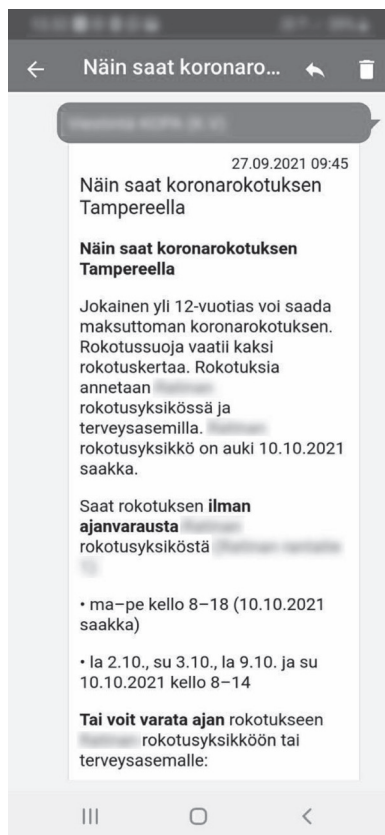 Näin saat koronaro...
27.09.2021 09:45
Näin saat koronarokotuksen
Tampereella
Näin saat koronarokotuksen
Tampereella
Jokainen yli 12-vuotias voi saada
maksuttoman koronarokotuksen.
Rokotussuoja vaatii kaksi
rokotuskertaa. Rokotuksia
annetaan
rokotusyksikössä ja
terveysasemilla.
rokotusyksikkö on auki 10.10.2021
saakka.
Saat rokotuksen ilman
ajanvarausta
rokotusyksiköstä
• ma–pe kello 8–18 (10.10.2021
saakka)
• la 2.10., su 3.10., la 9.10. ja su
10.10.2021 kello 8–14
Tai voit varata ajan rokotukseen
rokotusyksikköön tai
terveysasemalle: